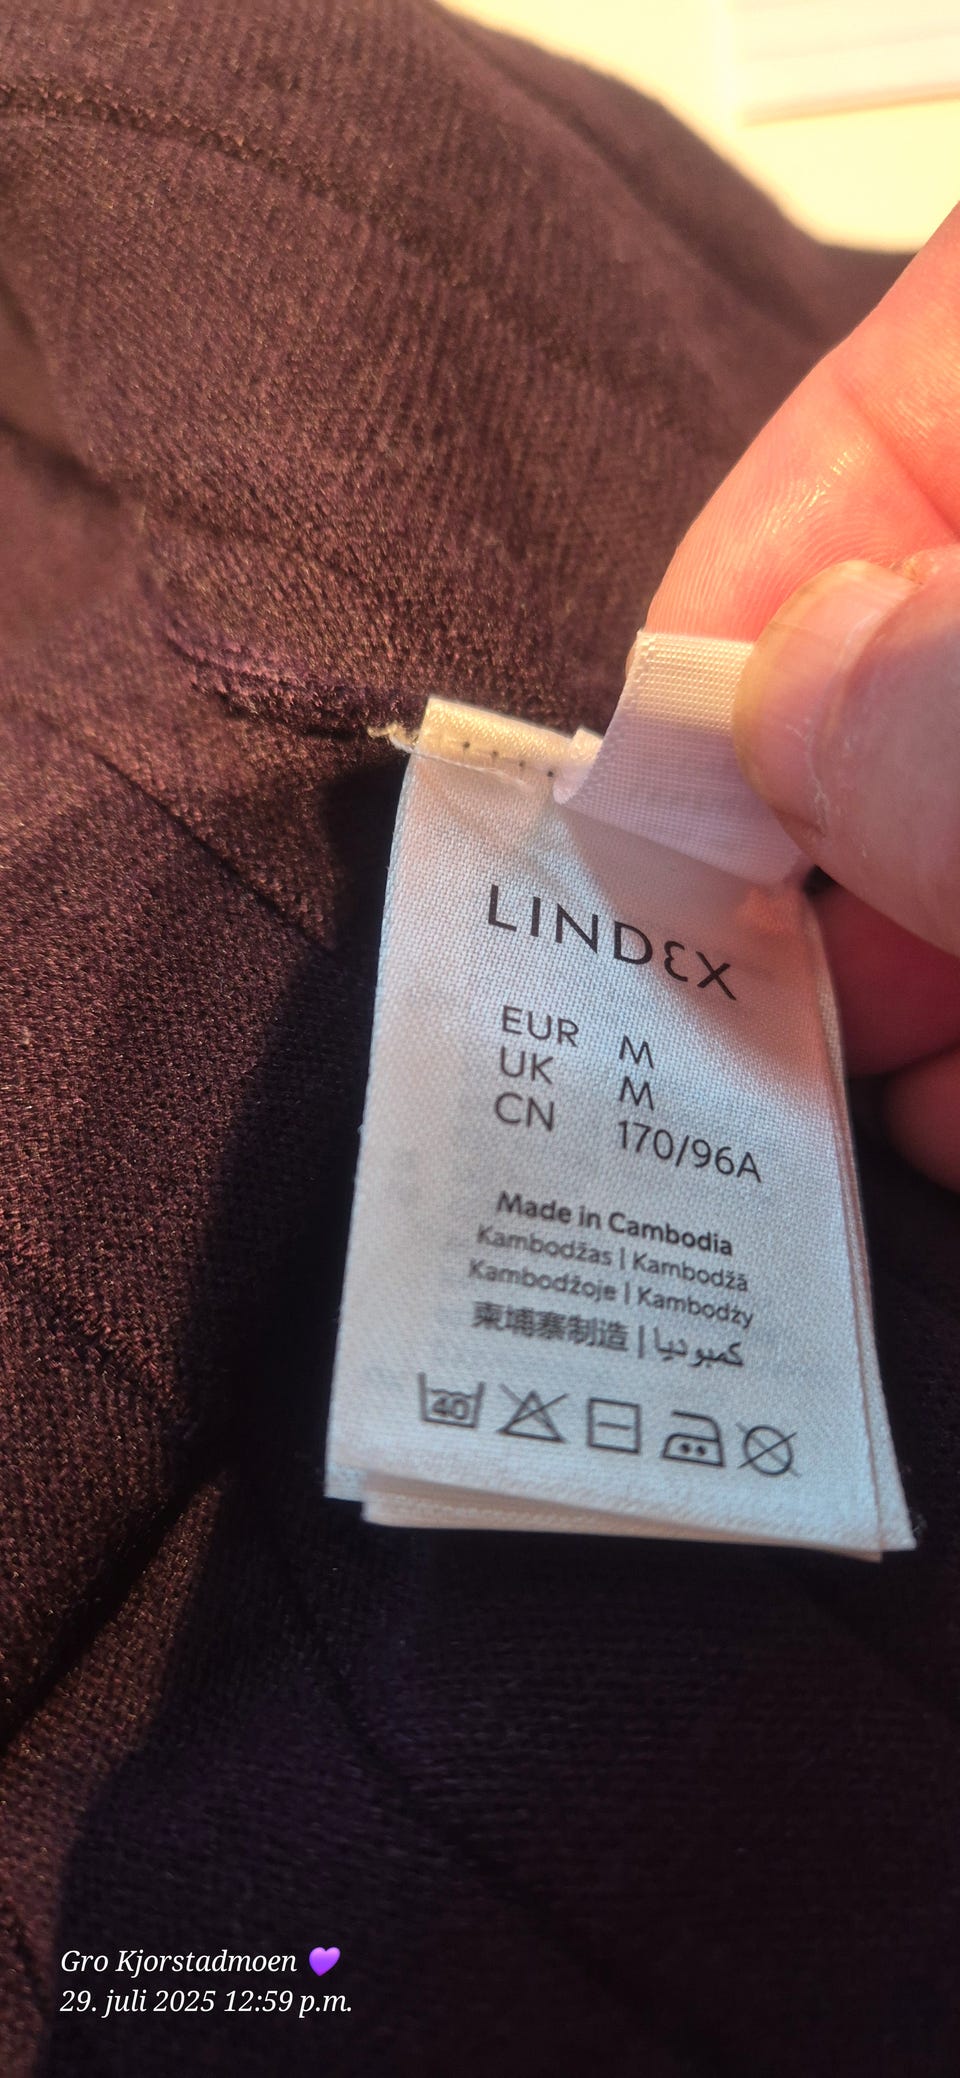 LINDEX
EUR M
UK M
CN 170/96A
Made in Cambodia
Kambodžas | Kambodžā
Kambodžoje | Kambodży
柬埔寨制造 | كمبوديا
40
Gro Kjorstadmoen 💜
29. juli 2025 12:59 p.m.